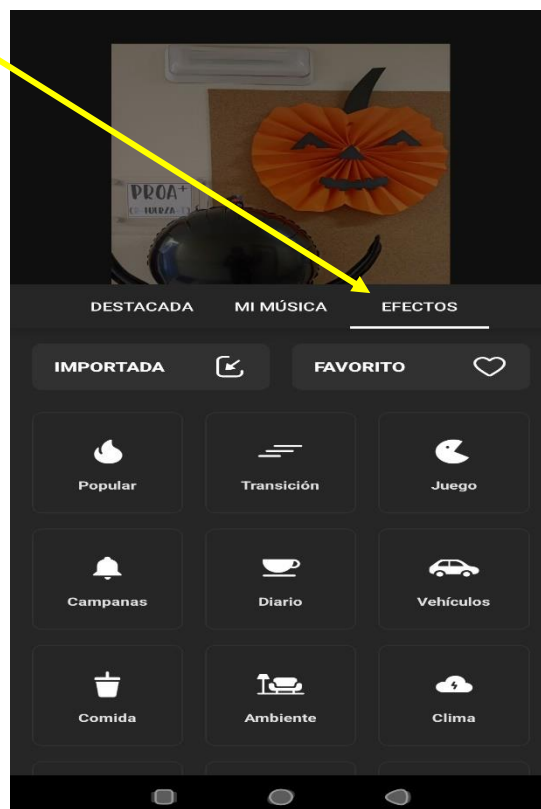 PROA+
DESTACADA MI MÚSICA EFECTOS
IMPORTADA FAVORITO
Popular Transición Juego
Campanas Diario Vehículos
Comida Ambiente Clima